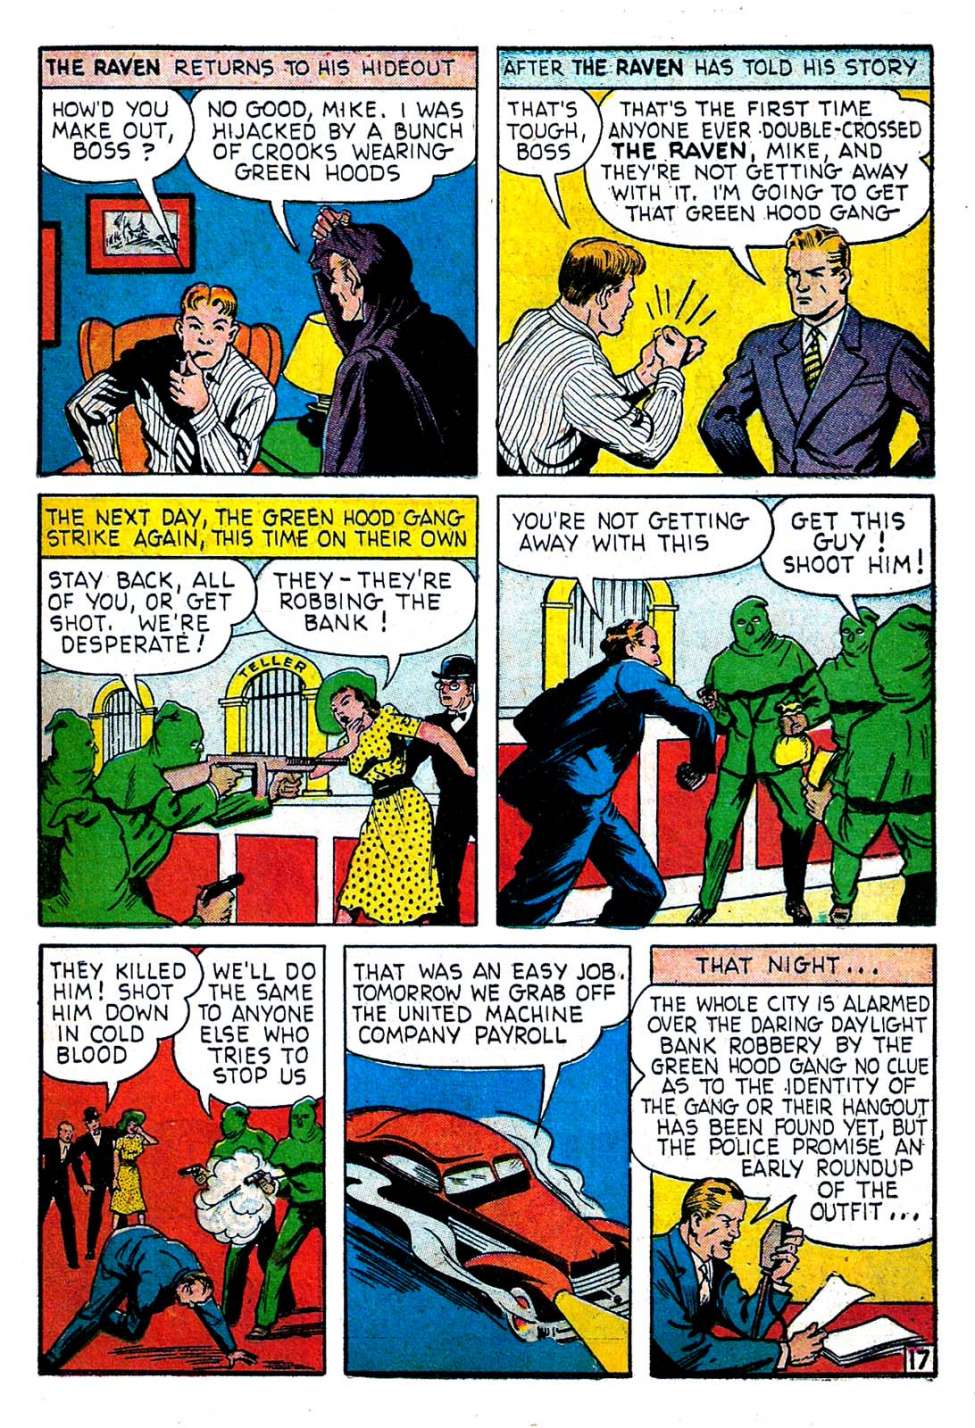 THE RAVEN RETURNS TO HIS HIDEOUT
HOW'D YOU
MAKE OUT,
BOSS?
NO GOOD, MIKE. I WAS
HIJACKED BY A BUNCH
OF CROOKS WEARING
GREEN HOODS
AFTER THE RAVEN HAS TOLD HIS STORY
THAT'S
TOUGH,
BOSS
THAT'S THE FIRST TIME
ANYONE EVER DOUBLE-CROSSED
THE RAVEN, MIKE, AND
THEY'RE NOT GETTING AWAY
WITH IT. I'M GOING TO GET
THAT GREEN HOOD GANG
THE NEXT DAY, THE GREEN HOOD GANG
STRIKE AGAIN, THIS TIME ON THEIR OWN
STAY BACK, ALL
OF YOU, OR GET
SHOT. WE'RE
DESPERATE!
THEY-THEY'RE
ROBBING THE
BANK!
TELLER
YOU'RE NOT GETTING
AWAY WITH THIS
GET THIS
GUY!
SHOOT HIM!
THEY KILLED
HIM! SHOT
HIM DOWN
IN COLD
BLOOD
WE'LL DO
THE SAME
TO ANYONE
ELSE WHO
TRIES TO
STOP US
THAT WAS AN EASY JOB.
TOMORROW WE GRAB OFF
THE UNITED MACHINE
COMPANY PAYROLL
THAT NIGHT...
THE WHOLE CITY IS ALARMED
OVER THE DARING DAYLIGHT
BANK ROBBERY BY THE
GREEN HOOD GANG NO CLUE
AS TO THE IDENTITY OF
THE GANG OR THEIR HANGOUT
HAS BEEN FOUND YET, BUT
THE POLICE PROMISE AN
EARLY ROUNDUP
OF THE
OUTFIT...
17